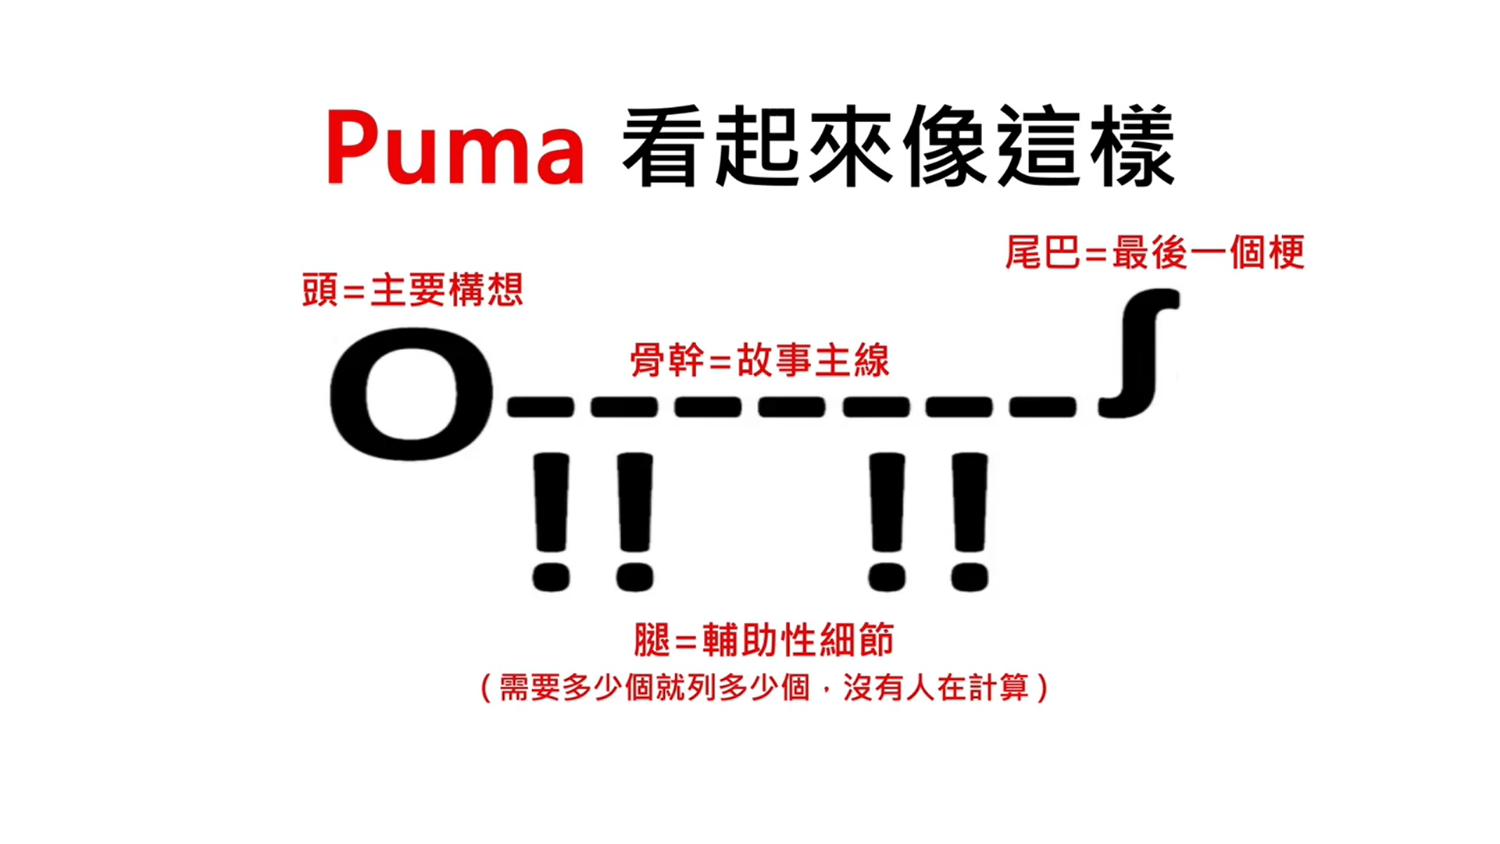 Puma 看起來像這樣
尾巴=最後一個梗
頭=主要構想
骨幹=故事主線
腿=輔助性細節
(需要多少個就列多少個，沒有人在計算)